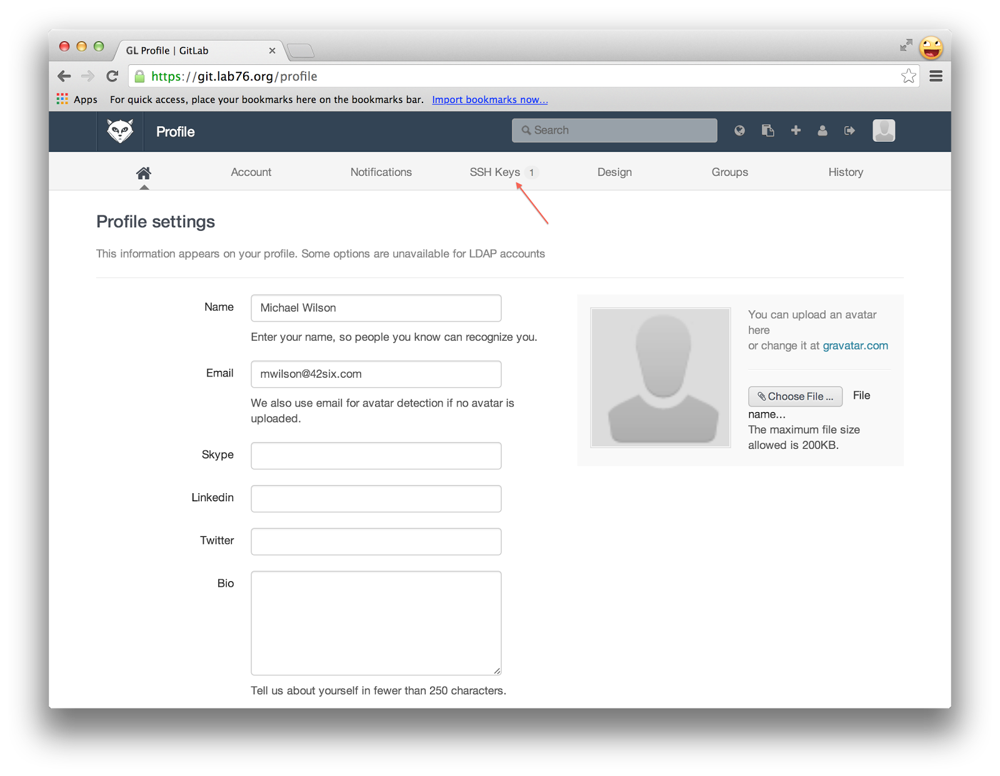 GL Profile | GitLab
https://git.lab76.org/profile
Apps For quick access, place your bookmarks here on the bookmarks bar. Import bookmarks now...
Profile Search
Account Notifications SSH Keys 1 Design Groups History
Profile settings
This information appears on your profile. Some options are unavailable for LDAP accounts
Name Michael Wilson
Enter your name, so people you know can recognize you.
Email mwilson@42six.com
We also use email for avatar detection if no avatar is
uploaded.
Skype
Linkedin
Twitter
Bio
Tell us about yourself in fewer than 250 characters.
You can upload an avatar
here
or change it at gravatar.com
Choose File ... File
name...
The maximum file size
allowed is 200KB.